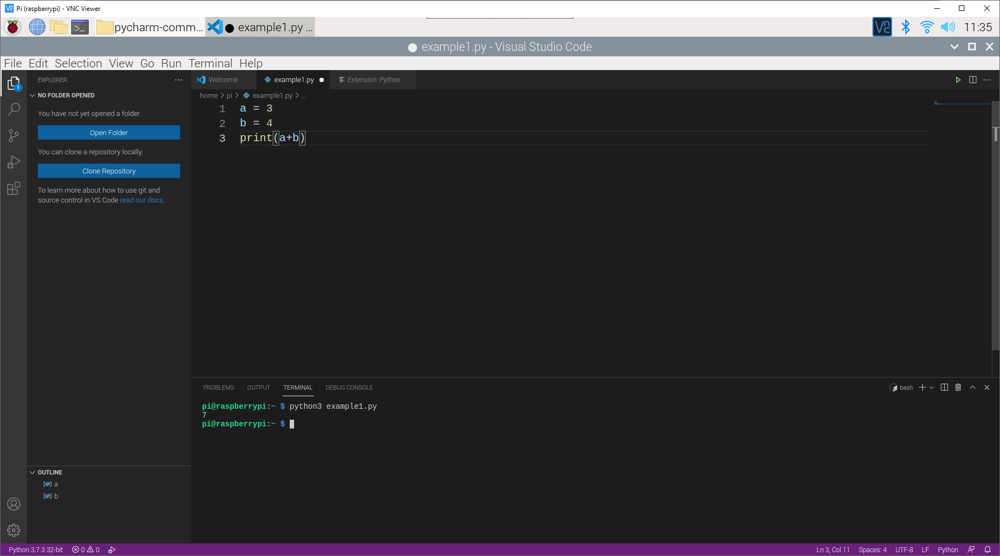 Pi (raspberrypi) - VNC Viewer
pycharm-comm...
● example1.py ...
11:35
● example1.py - Visual Studio Code
File Edit Selection View Go Run Terminal Help
EXPLORER
Welcome
example1.py ●
Extension: Python
NO FOLDER OPENED
home > pi > example1.py > ...
You have not yet opened a folder.
Open Folder
You can clone a repository locally.
Clone Repository
To learn more about how to use git and
source control in VS Code read our docs.
1 a = 3
2 b = 4
3 print(a+b)
PROBLEMS OUTPUT TERMINAL DEBUG CONSOLE
bash
pi@raspberrypi:~ $ python3 example1.py
7
pi@raspberrypi:~ $
OUTLINE
a
b
1
Python 3.7.3 32-bit
0 0
Ln 3, Col 11 Spaces: 4 UTF-8 LF Python